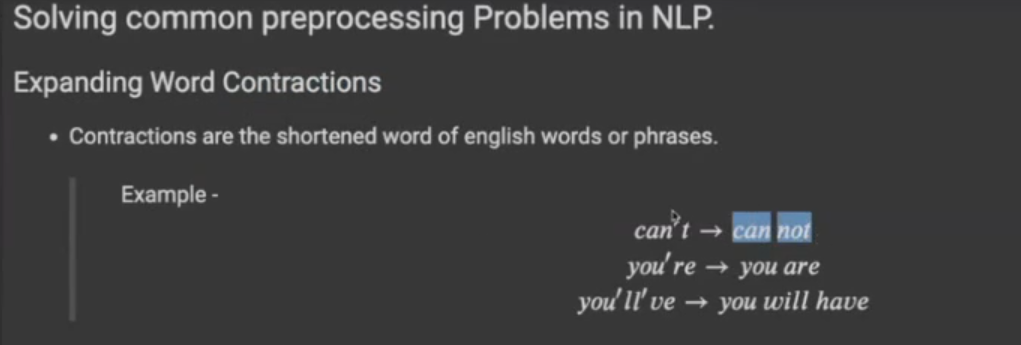 Solving common preprocessing Problems in NLP.
Expanding Word Contractions
• Contractions are the shortened word of english words or phrases.
Example -
can't → can not
you're → you are
you'll've → you will have